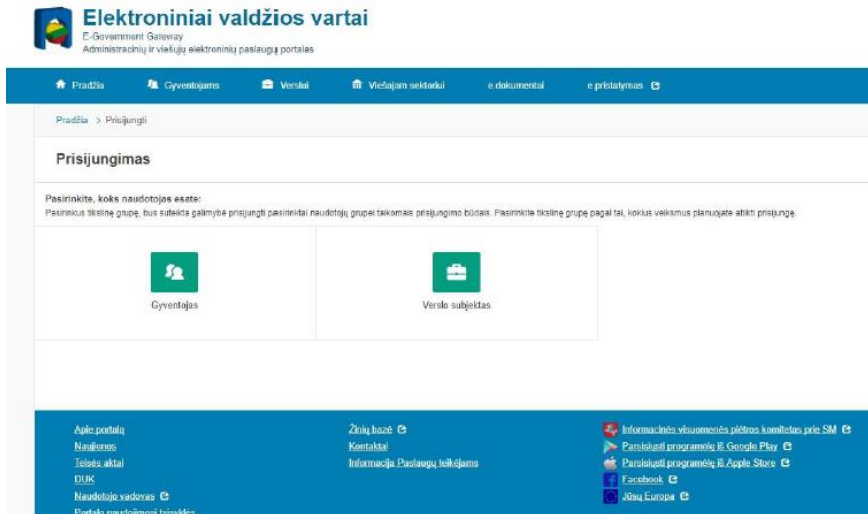 Elektroniniai valdžios vartai
E-Government Gateway
Administracinių ir viešųjų elektroninių paslaugų portalas
Pradžia Gyventojams Verslui Viešajam sektoriui e.dokumentai e.pristatymas
Pradžia > Prisijungti
Prisijungimas
Pasirinkite, koks naudotojas esate:
Pasirinkus tikslinę grupę, bus suteikta galimybė prisijungti pasirinktai naudotojų grupei taikomais prisijungimo būdais. Pasirinkite tikslinę grupę pagal tai, kokius veiksmus planuojate atlikti prisijungę.
Gyventojas Verslo subjektas
Apie portalą
Naujienos
Teisės aktai
DUK
Naudotojo vadovas
Portalo naudojimosi taisyklės
Žinių bazė
Kontaktai
Informacija Paslaugų teikėjams
Informacinės visuomenės plėtros komitetas prie SM
Parsisiųsti programėlę iš Google Play
Parsisiųsti programėlę iš Apple Store
Facebook
Jūsų Europa